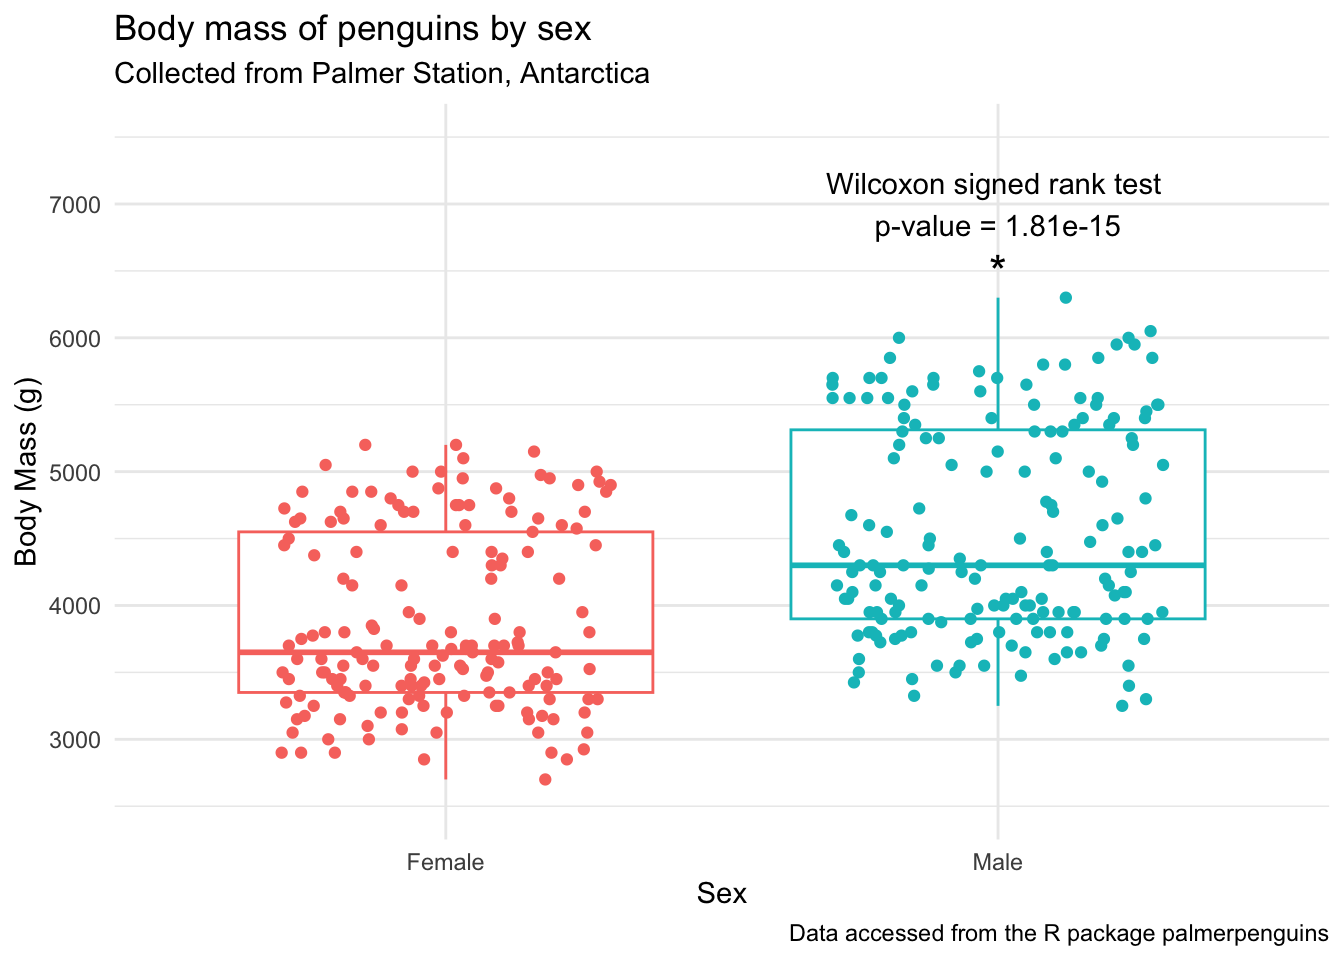 Body mass of penguins by sex
Collected from Palmer Station, Antarctica
Wilcoxon signed rank test
p-value = 1.81e-15
*
7000
6000
5000
4000
3000
Body Mass (g)
Female Male
Sex
Data accessed from the R package palmerpenguins